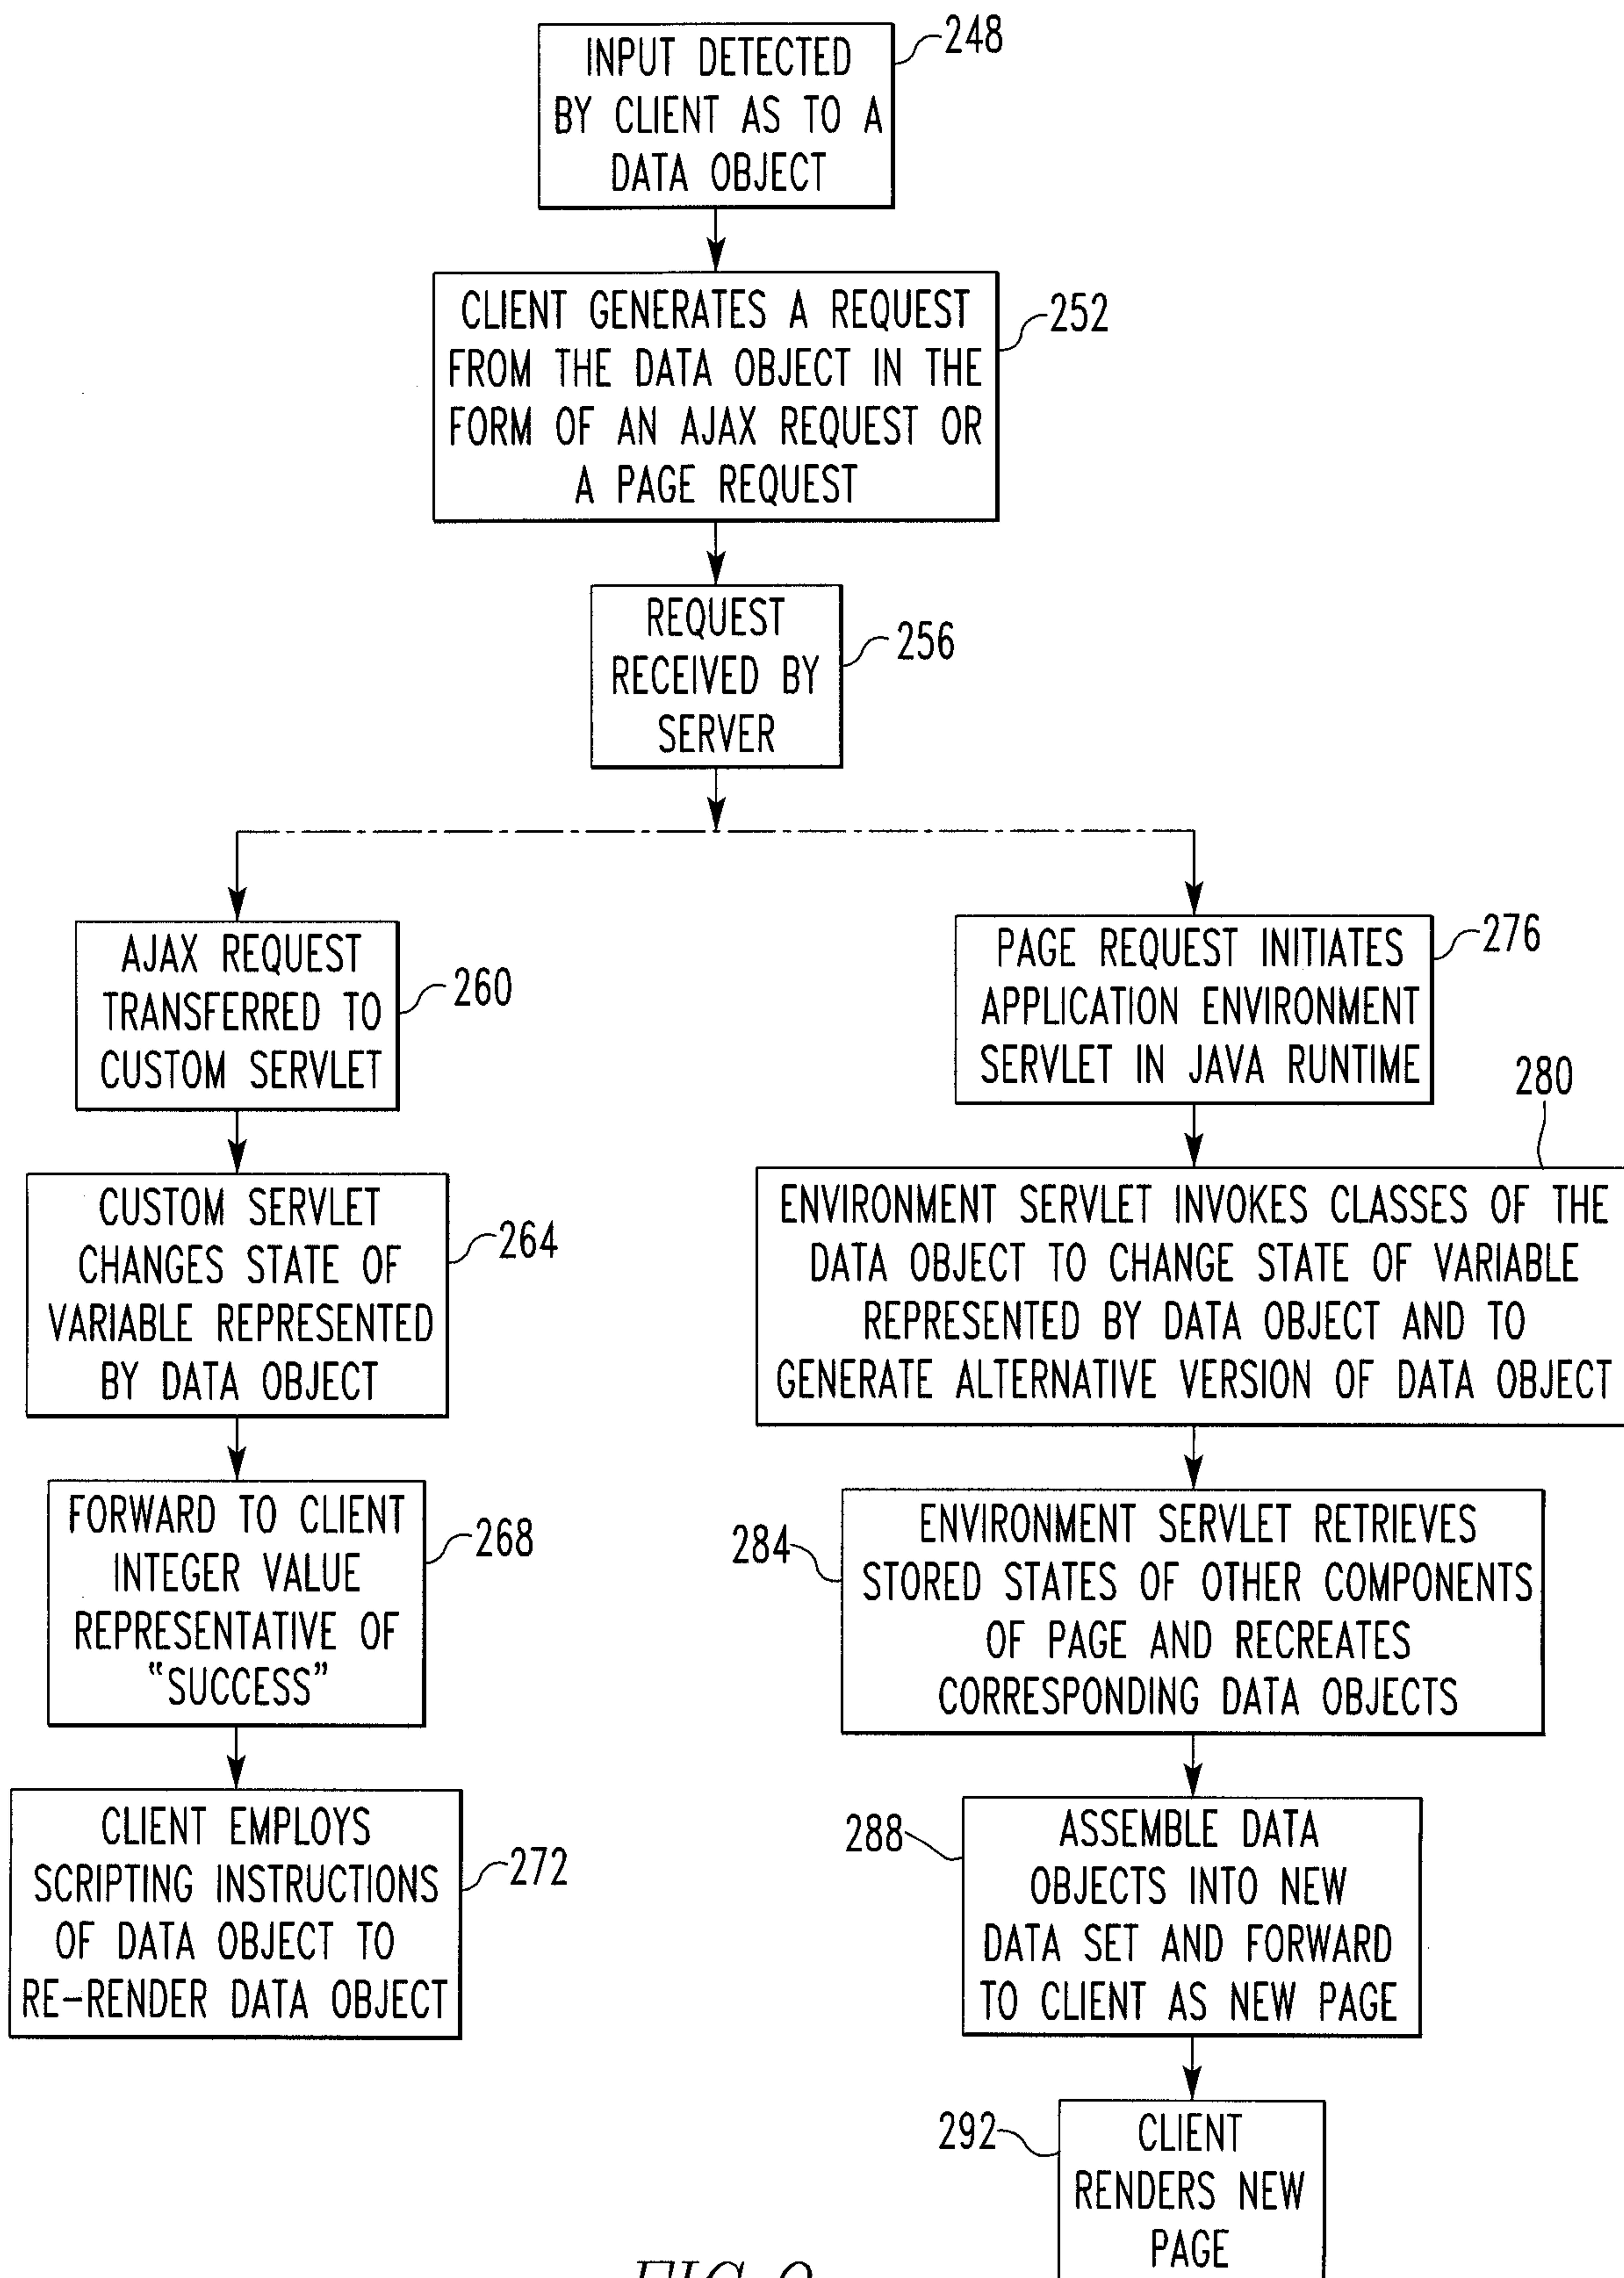 248
INPUT DETECTED
BY CLIENT AS TO A
DATA OBJECT
252
CLIENT GENERATES A REQUEST
FROM THE DATA OBJECT IN THE
FORM OF AN AJAX REQUEST OR
A PAGE REQUEST
256
REQUEST
RECEIVED BY
SERVER
260
AJAX REQUEST
TRANSFERRED TO
CUSTOM SERVLET
264
CUSTOM SERVLET
CHANGES STATE OF
VARIABLE REPRESENTED
BY DATA OBJECT
268
FORWARD TO CLIENT
INTEGER VALUE
REPRESENTATIVE OF
“SUCCESS”
272
CLIENT EMPLOYS
SCRIPTING INSTRUCTIONS
OF DATA OBJECT TO
RE-RENDER DATA OBJECT
276
PAGE REQUEST INITIATES
APPLICATION ENVIRONMENT
SERVLET IN JAVA RUNTIME
280
ENVIRONMENT SERVLET INVOKES CLASSES OF THE
DATA OBJECT TO CHANGE STATE OF VARIABLE
REPRESENTED BY DATA OBJECT AND TO
GENERATE ALTERNATIVE VERSION OF DATA OBJECT
284
ENVIRONMENT SERVLET RETRIEVES
STORED STATES OF OTHER COMPONENTS
OF PAGE AND RECREATES
CORRESPONDING DATA OBJECTS
288
ASSEMBLE DATA
OBJECTS INTO NEW
DATA SET AND FORWARD
TO CLIENT AS NEW PAGE
292
CLIENT
RENDERS NEW
PAGE
FIG.